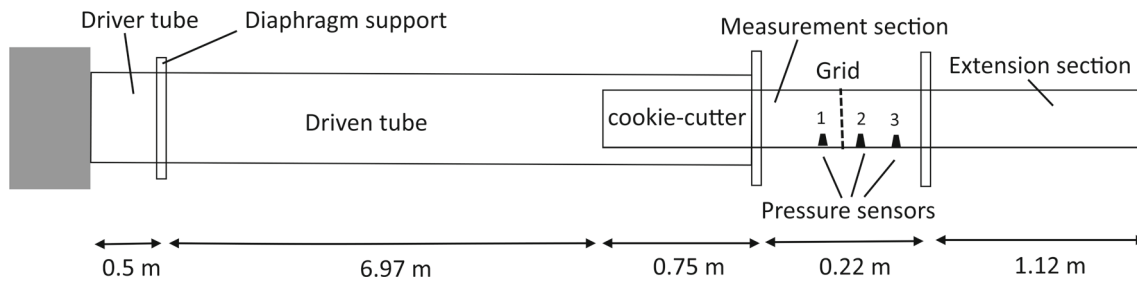 Driver tube
Diaphragm support
Measurement section
Grid
Extension section
Driven tube
cookie-cutter
1
2
3
Pressure sensors
0.5 m
6.97 m
0.75 m
0.22 m
1.12 m